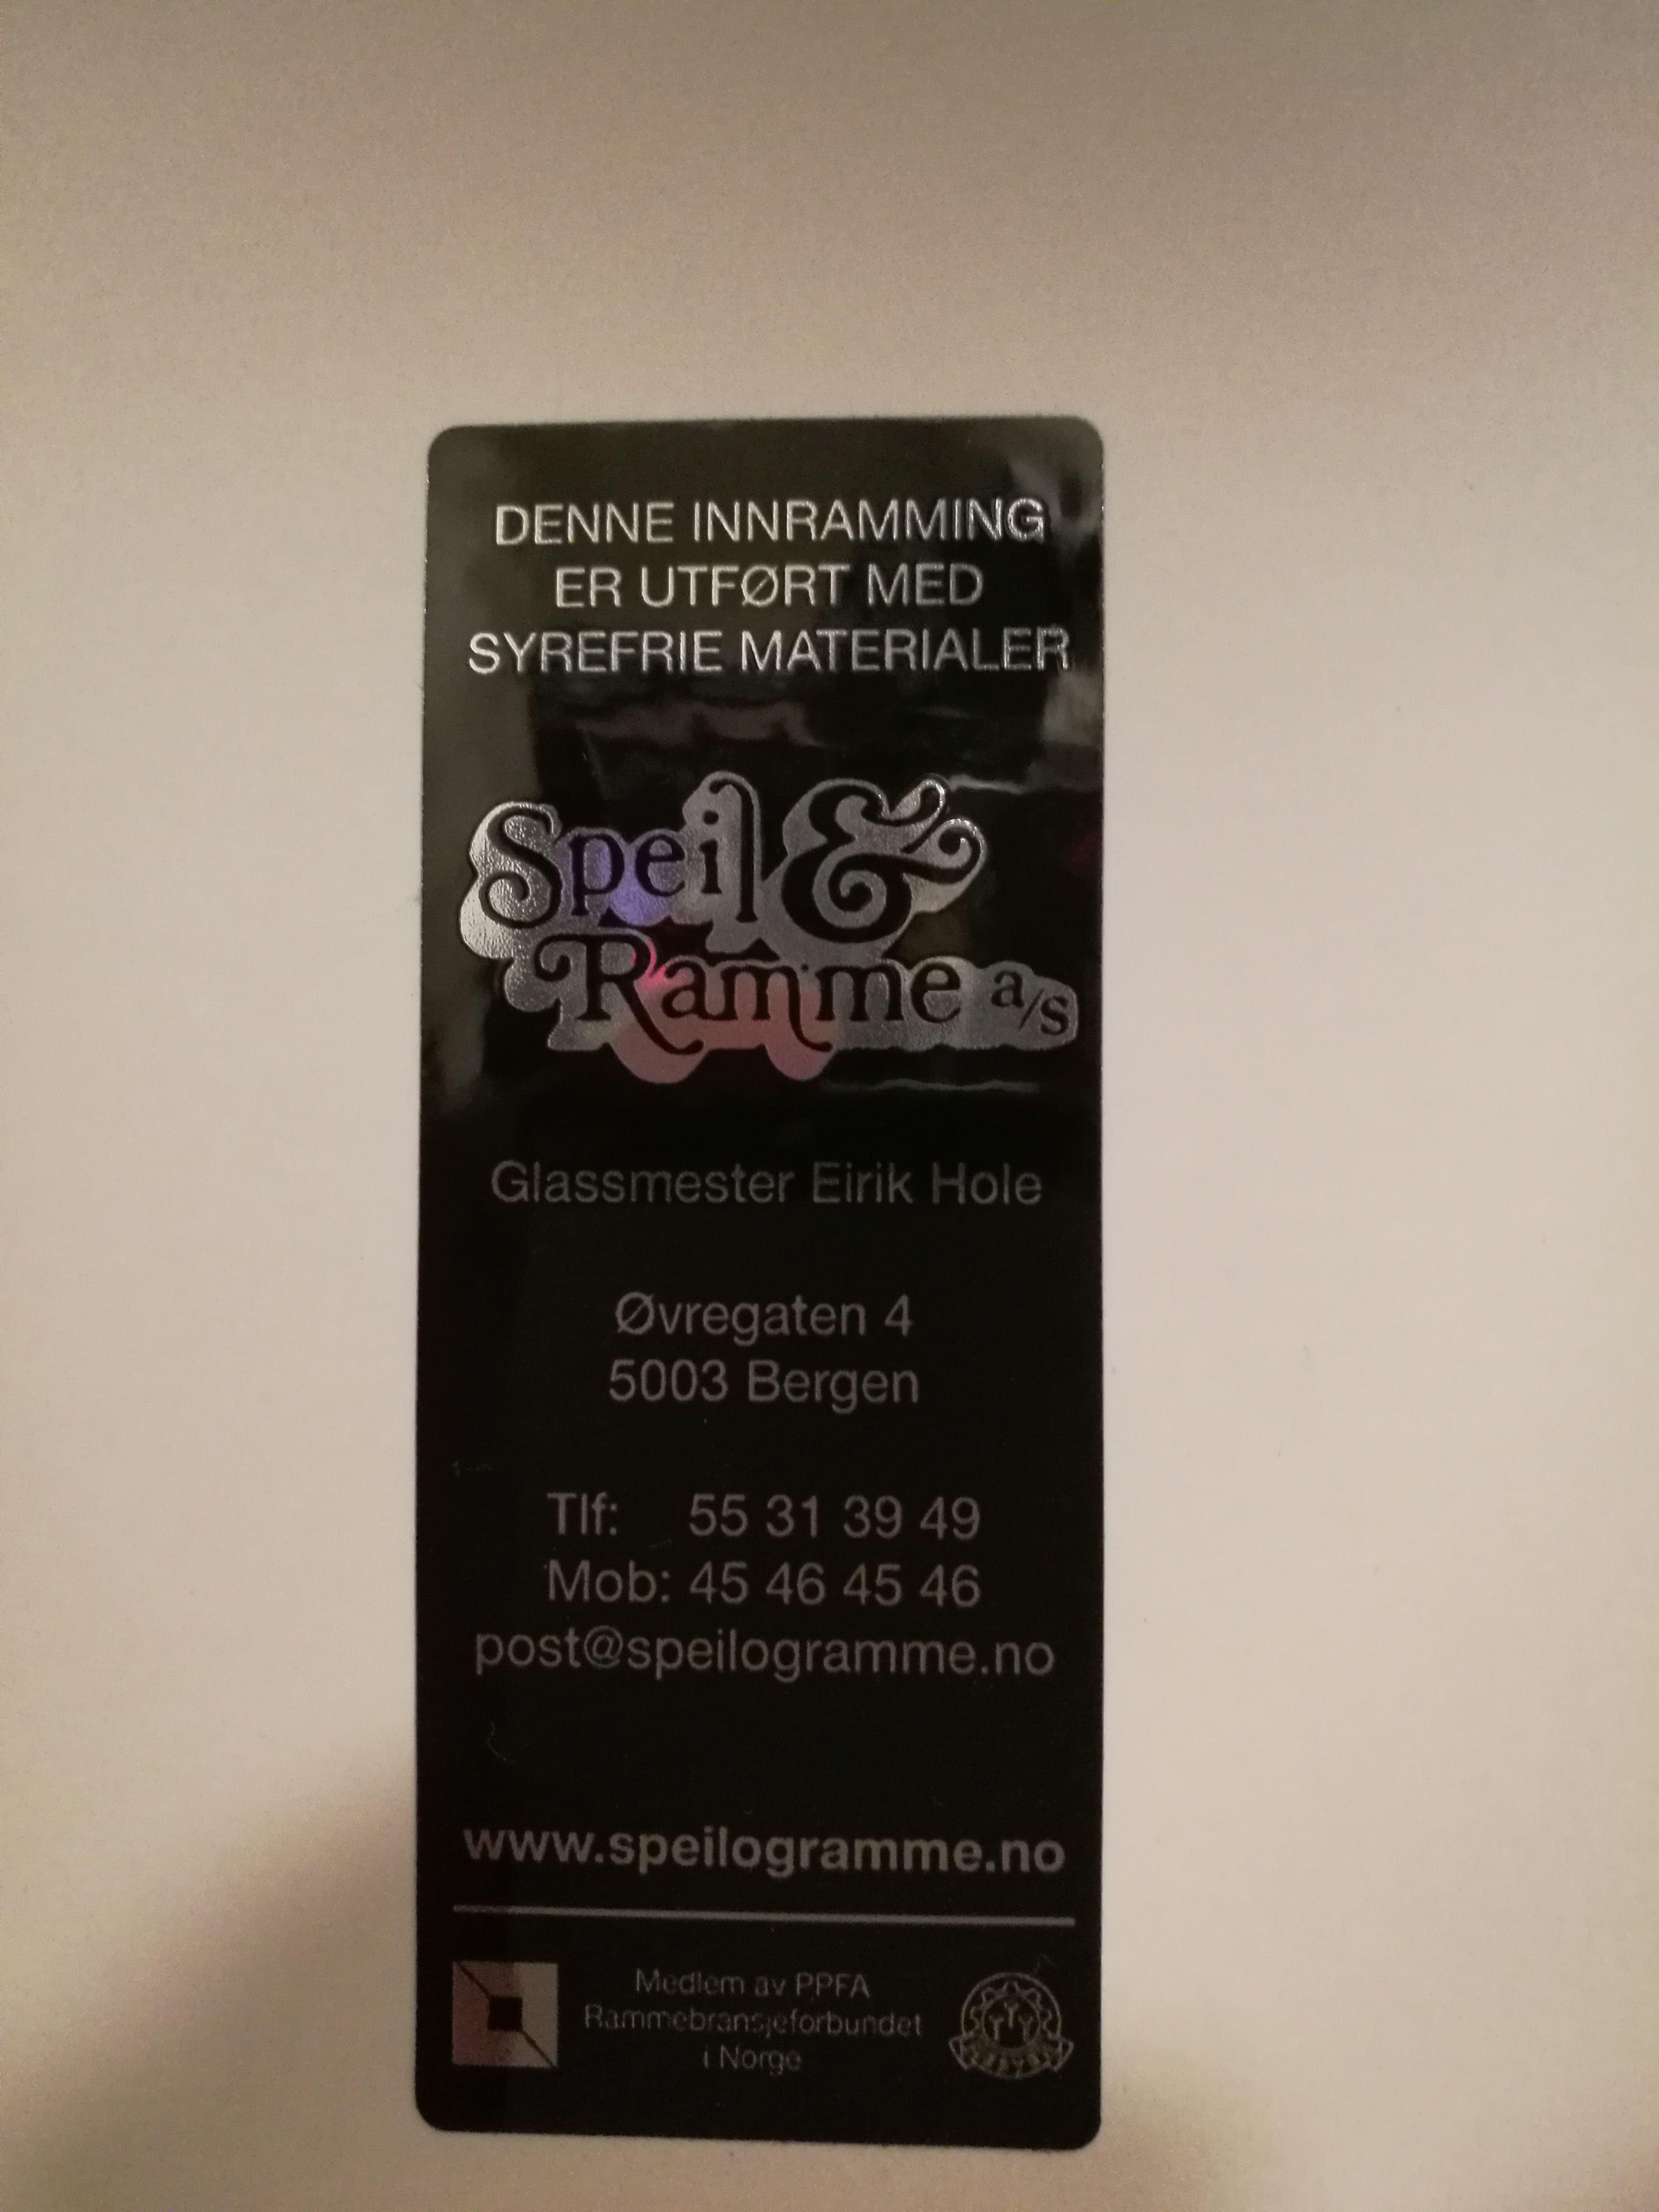 DENNE INNRAMMING
ER UTFØRT MED
SYREFRIE MATERIALER
Speil &
Ramme a/s
Glassmester Eirik Hole
Øvregaten 4
5003 Bergen
Tlf: 55 31 39 49
Mob: 45 46 45 46
post@speilogramme.no
www.speilogramme.no
Medlem av PPFA
Rammebransjeforbundet
i Norge